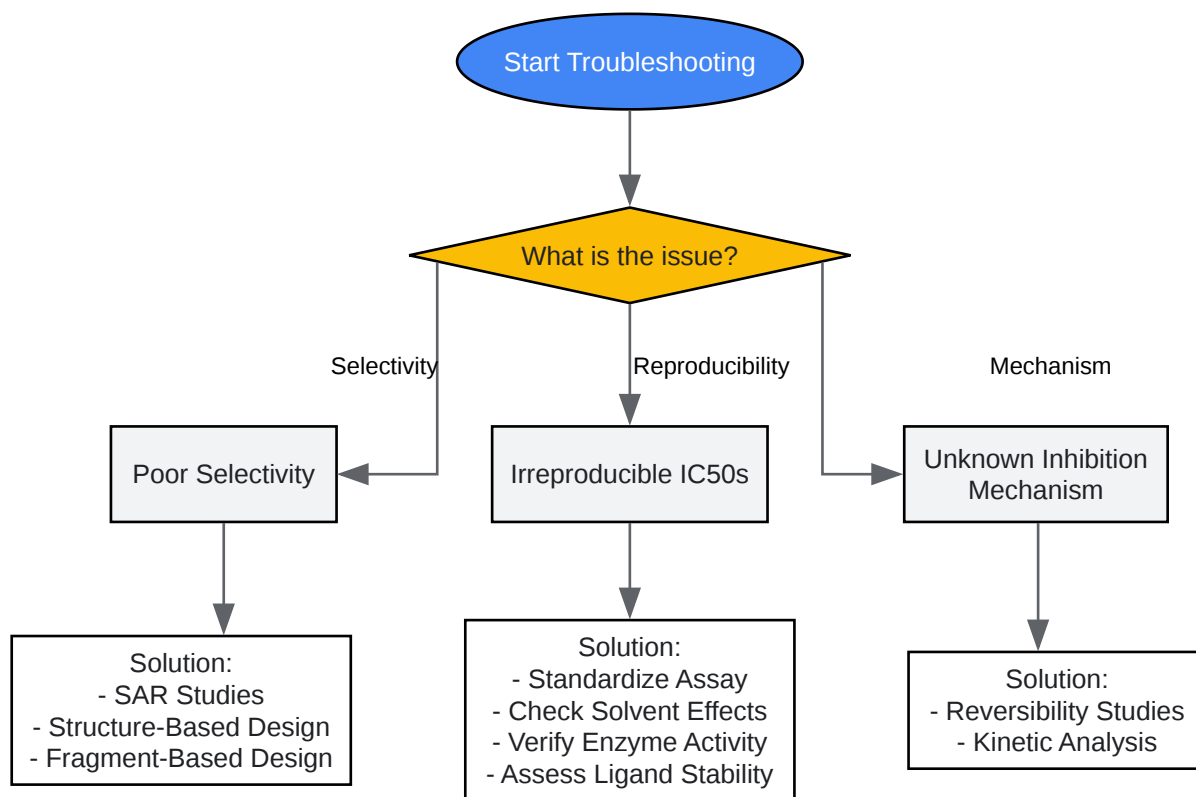 Start Troubleshooting
What is the issue?
Selectivity
Reproducibility
Mechanism
Poor Selectivity
Irreproducible IC50s
Unknown Inhibition
Mechanism
Solution:
- SAR Studies
- Structure-Based Design
- Fragment-Based Design
Solution:
- Standardize Assay
- Check Solvent Effects
- Verify Enzyme Activity
- Assess Ligand Stability
Solution:
- Reversibility Studies
- Kinetic Analysis